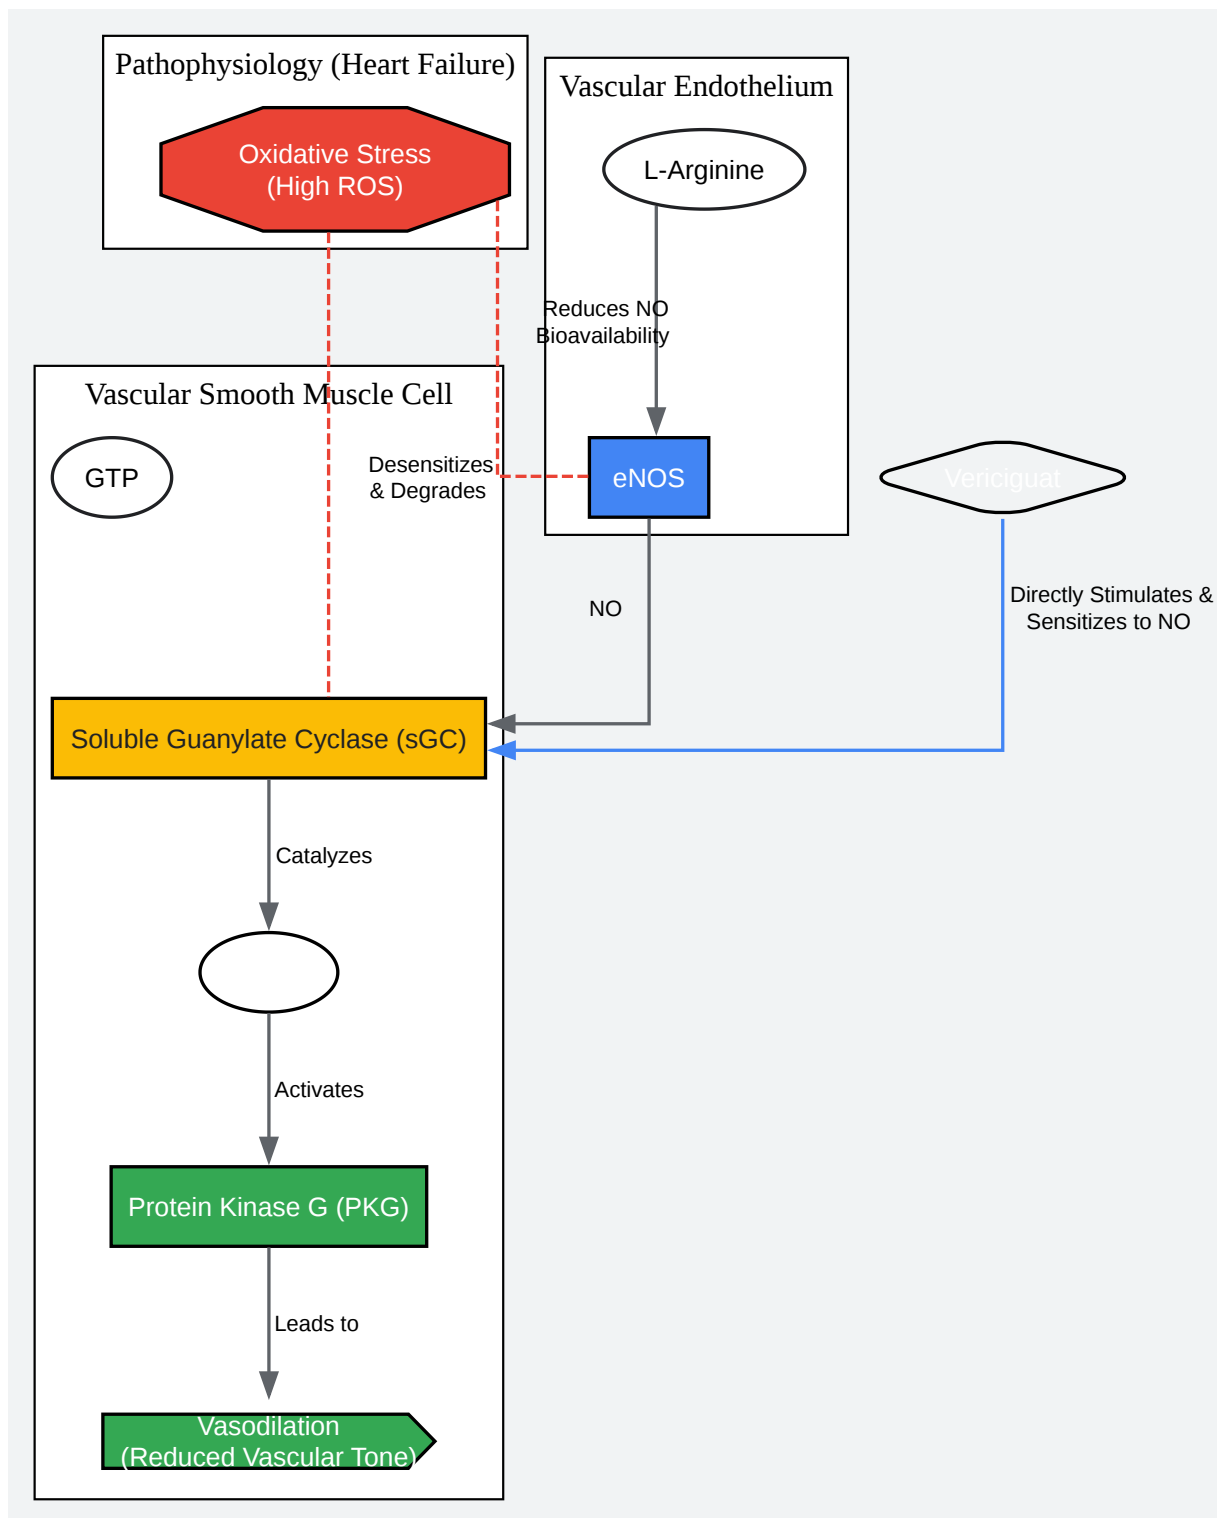 Pathophysiology (Heart Failure)
Oxidative Stress
(High ROS)
Vascular Endothelium
L-Arginine
Reduces NO
Bioavailability
Vascular Smooth Muscle Cell
GTP
Desensitizes
& Degrades
eNOS
Vericiguat
NO
Directly Stimulates &
Sensitizes to NO
Soluble Guanylate Cyclase (sGC)
Catalyzes
Activates
Protein Kinase G (PKG)
Leads to
Vasodilation
(Reduced Vascular Tone)